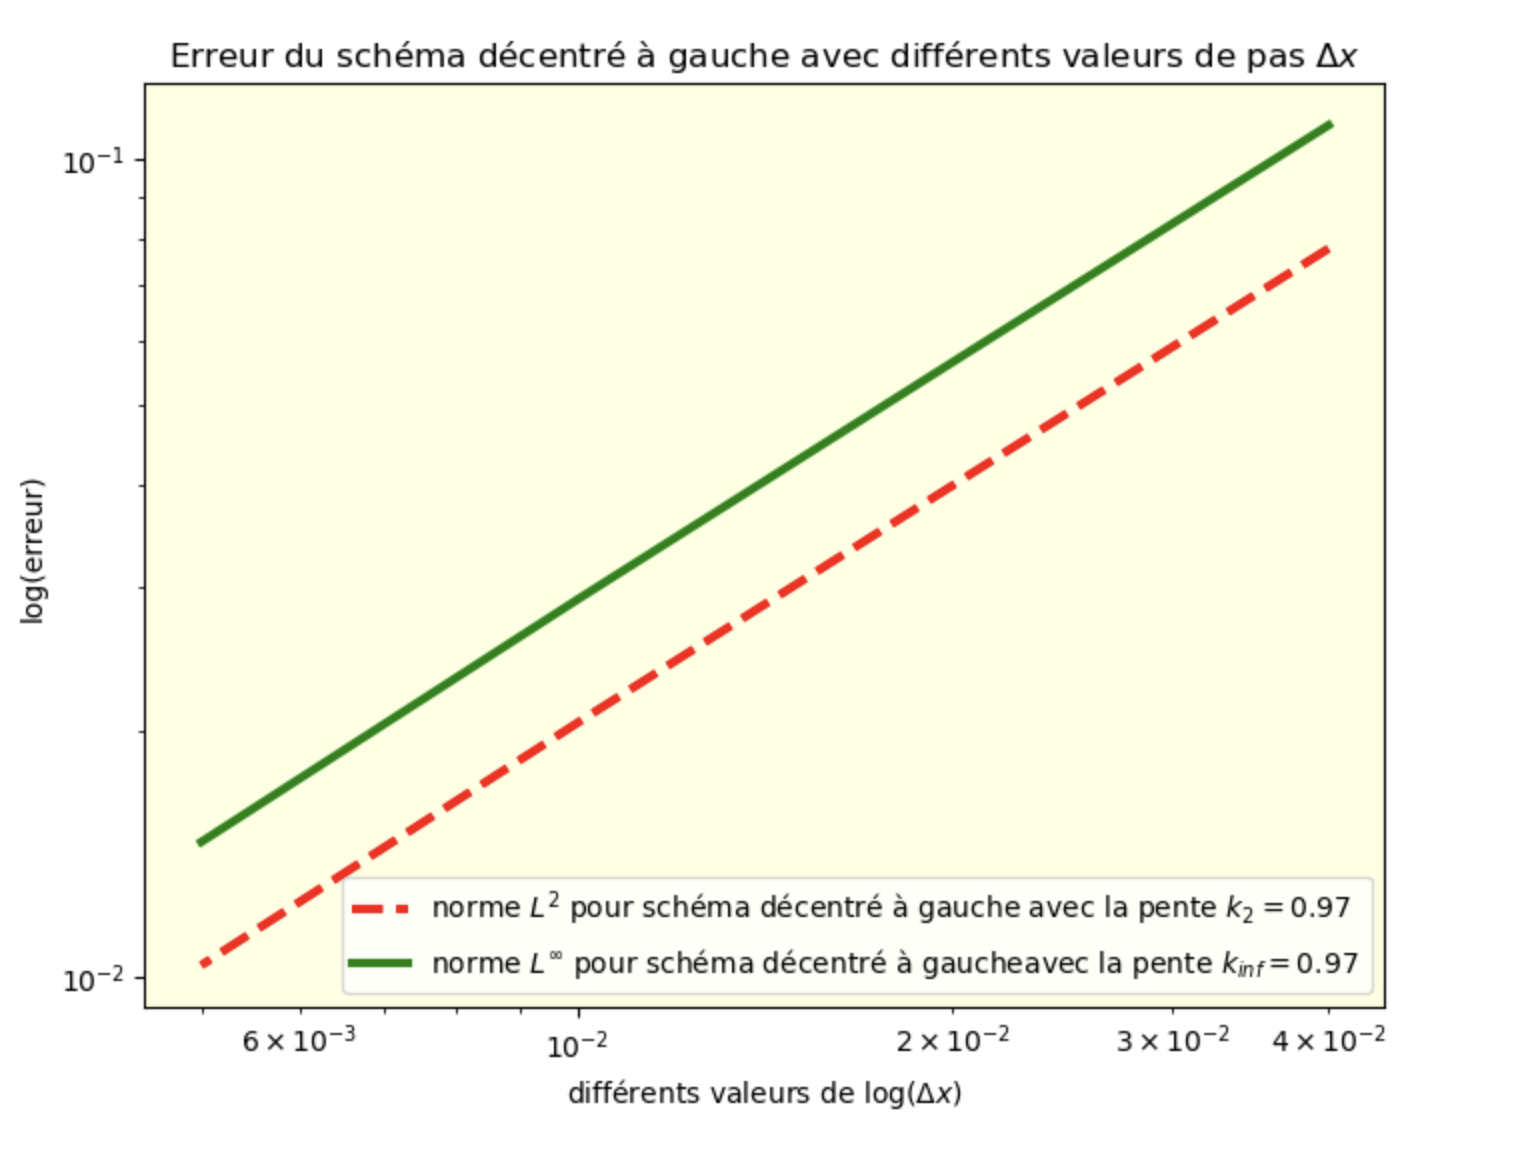 Erreur du schéma décentré à gauche avec différents valeurs de pas Δx
10⁻¹
log(erreur)
norme L² pour schéma décentré à gauche avec la pente k₂ = 0.97
norme L^∞ pour schéma décentré à gaucheavec la pente k_inf = 0.97
10⁻²
6 × 10⁻³ 10⁻² 2 × 10⁻² 3 × 10⁻² 4 × 10⁻²
différents valeurs de log(Δx)